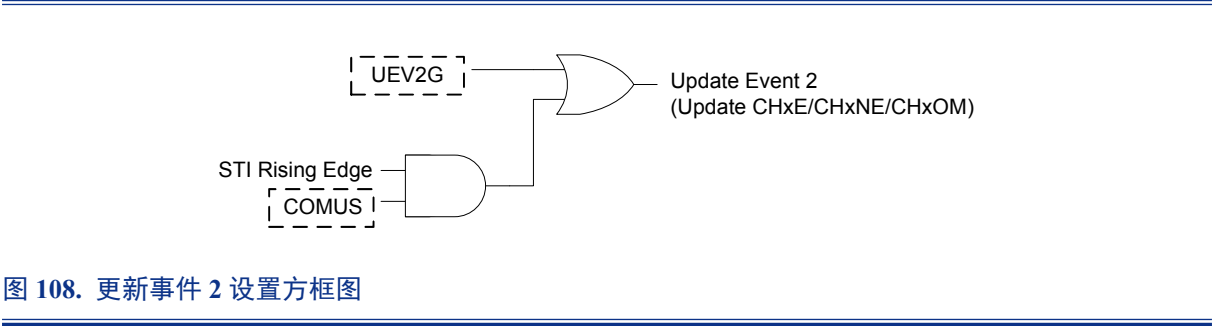 UEV2G
Update Event 2
(Update CHxE/CHxNE/CHxOM)
STI Rising Edge
COMUS
图 108. 更新事件 2 设置方框图